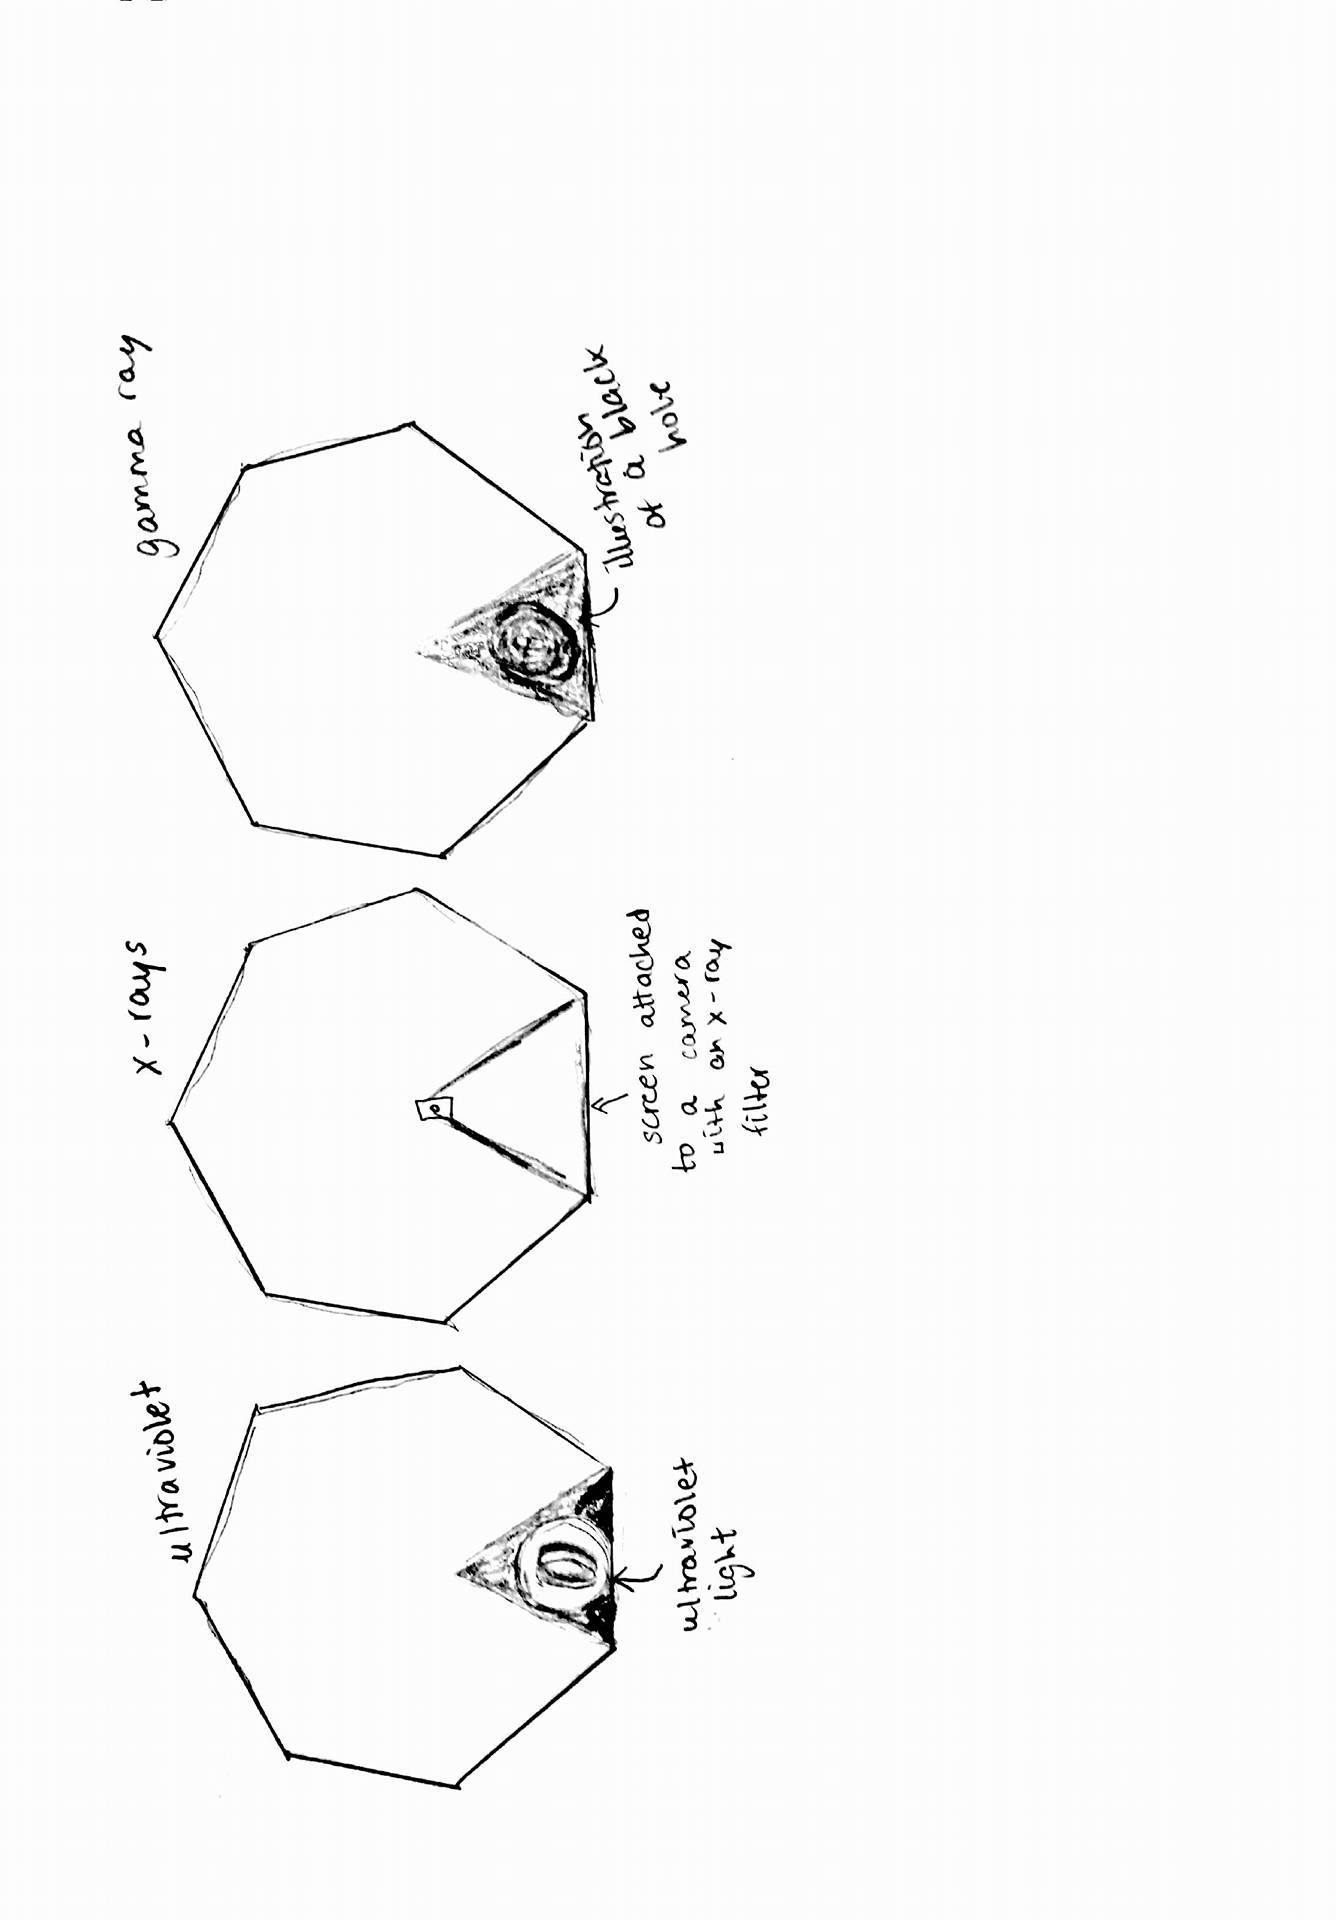 ultraviolet
ultraviolet
light
x-rays
screen attached
to a camera
with an x-ray
filter
gamma ray
illustration
of a black
hole